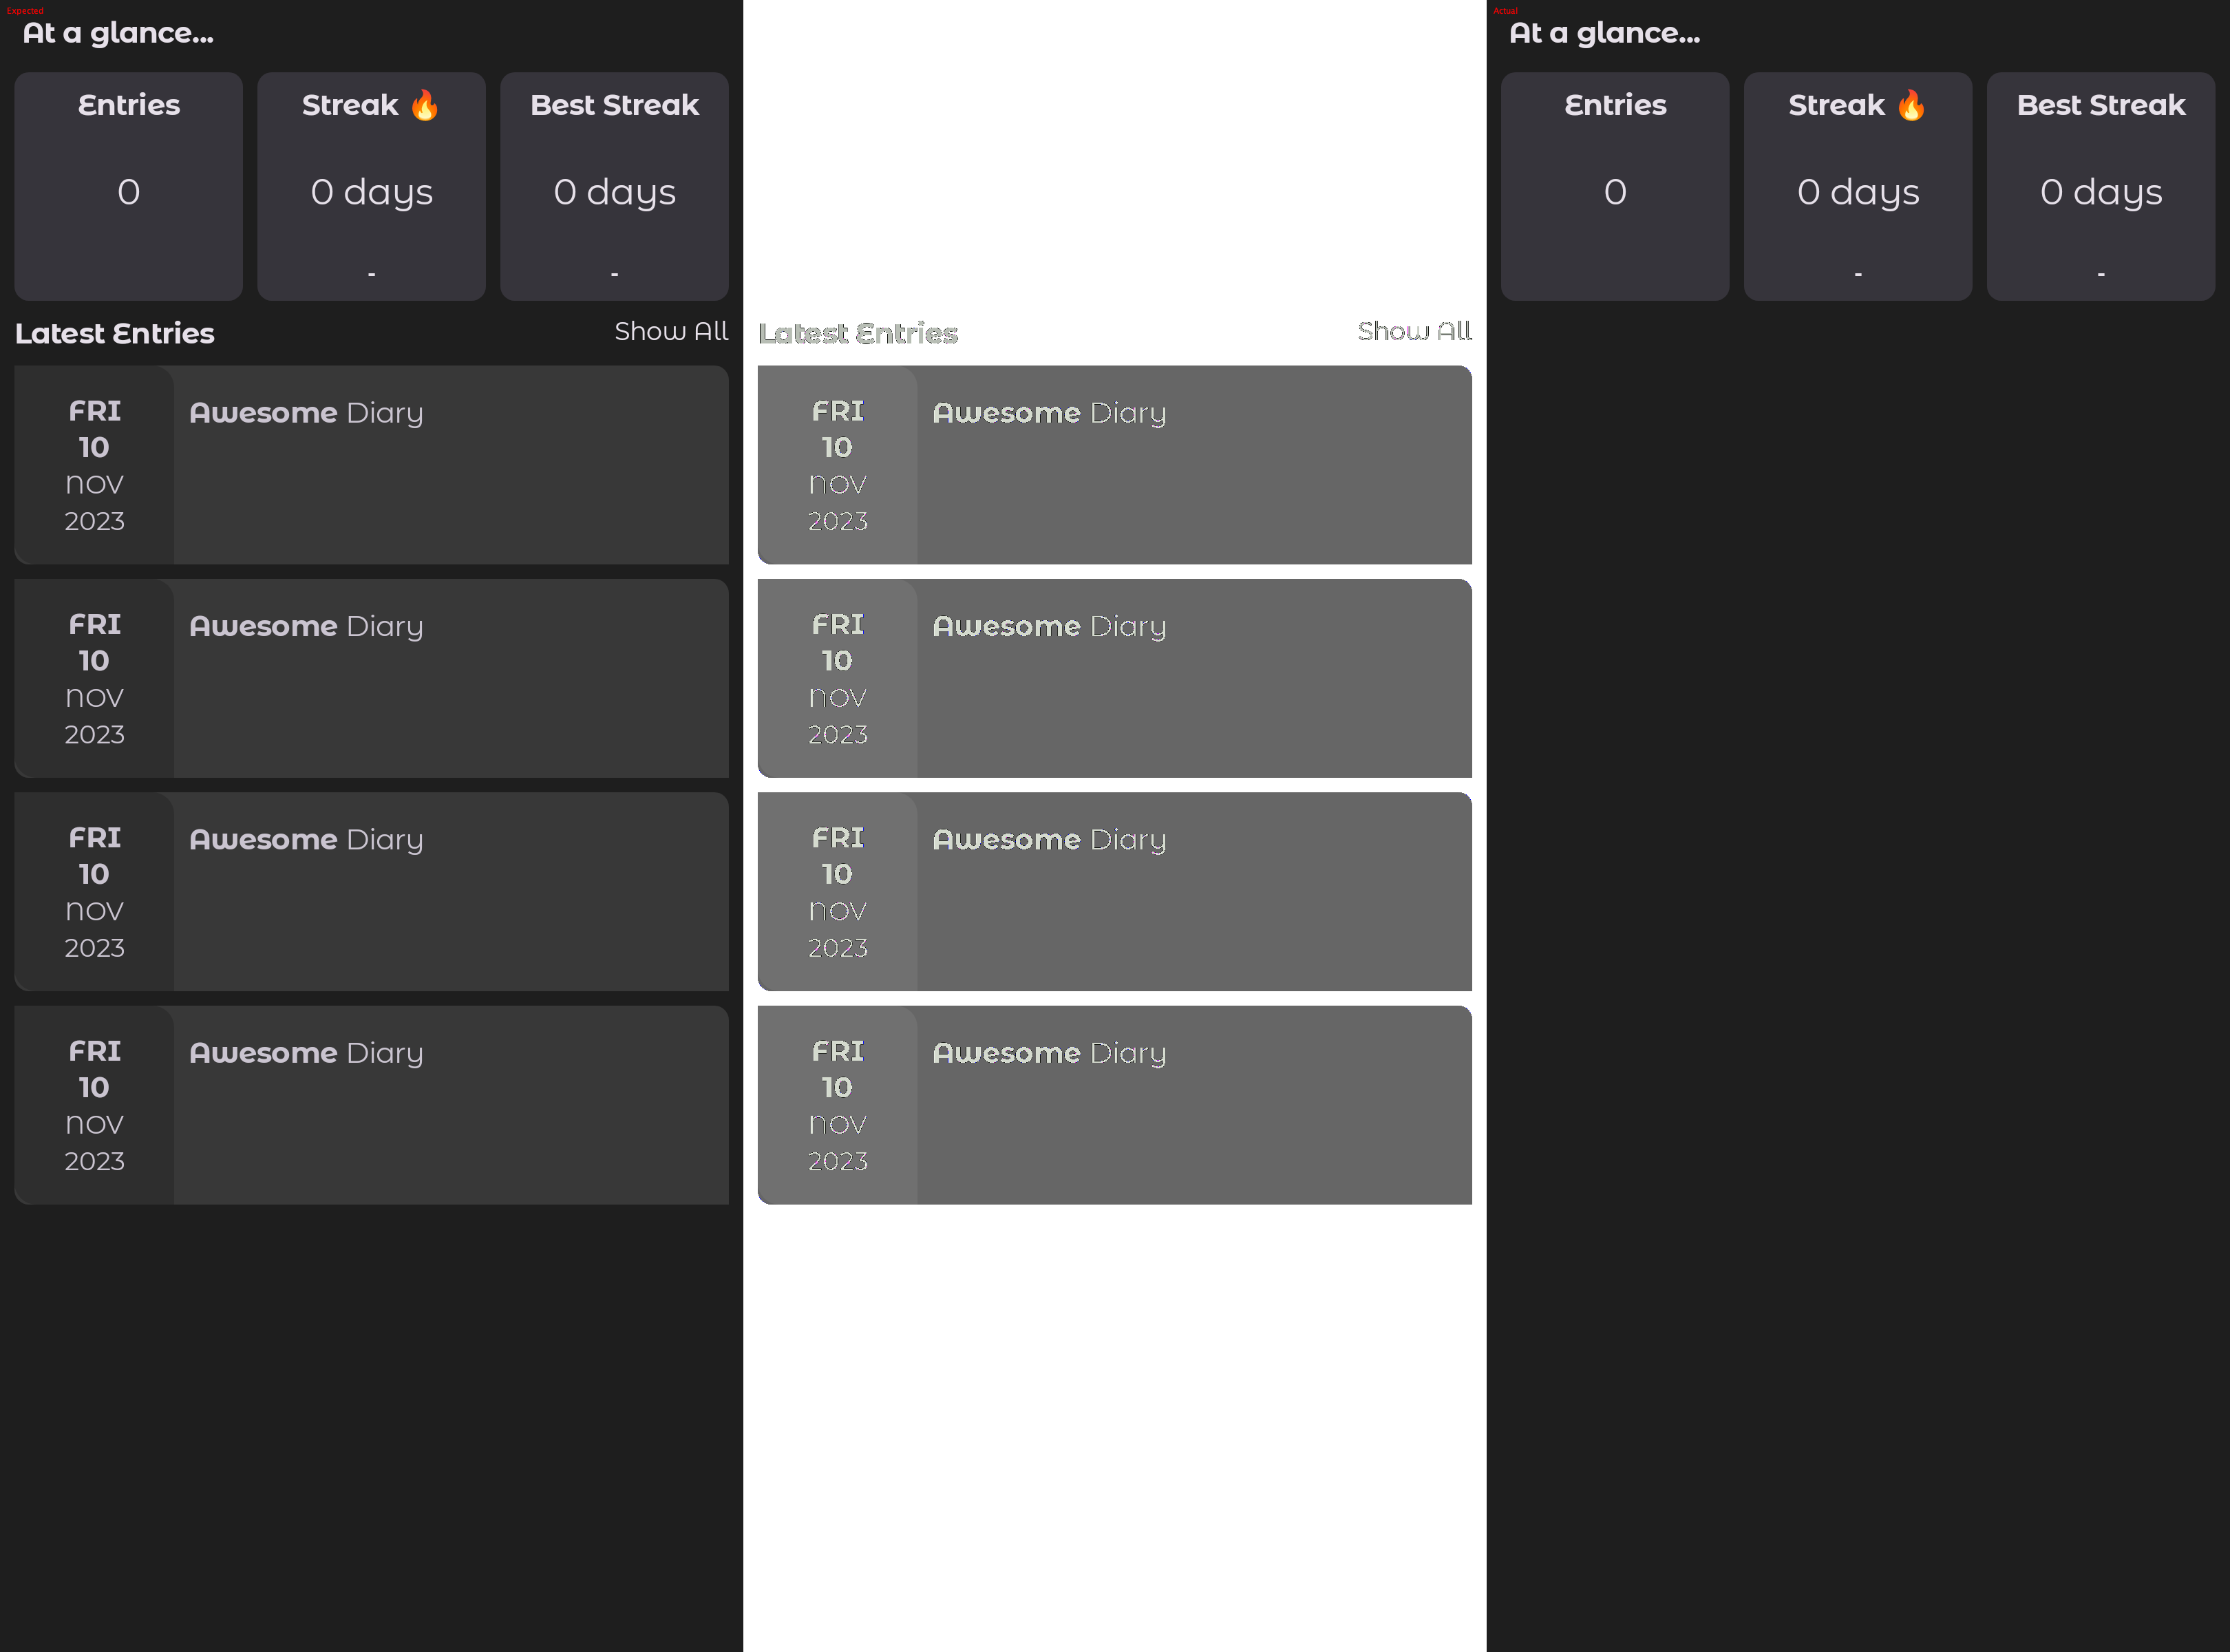 Expected
At a glance...
Entries
Streak 🔥
Best Streak
0
0 days
0 days
-
-
Latest Entries
Show All
FRI
10
nov
2023
Awesome Diary
FRI
10
nov
2023
Awesome Diary
FRI
10
nov
2023
Awesome Diary
FRI
10
nov
2023
Awesome Diary
Latest Entries
Show All
FRI
10
nov
2023
Awesome Diary
FRI
10
nov
2023
Awesome Diary
FRI
10
nov
2023
Awesome Diary
FRI
10
nov
2023
Awesome Diary
Actual
At a glance...
Entries
Streak 🔥
Best Streak
0
0 days
0 days
-
-